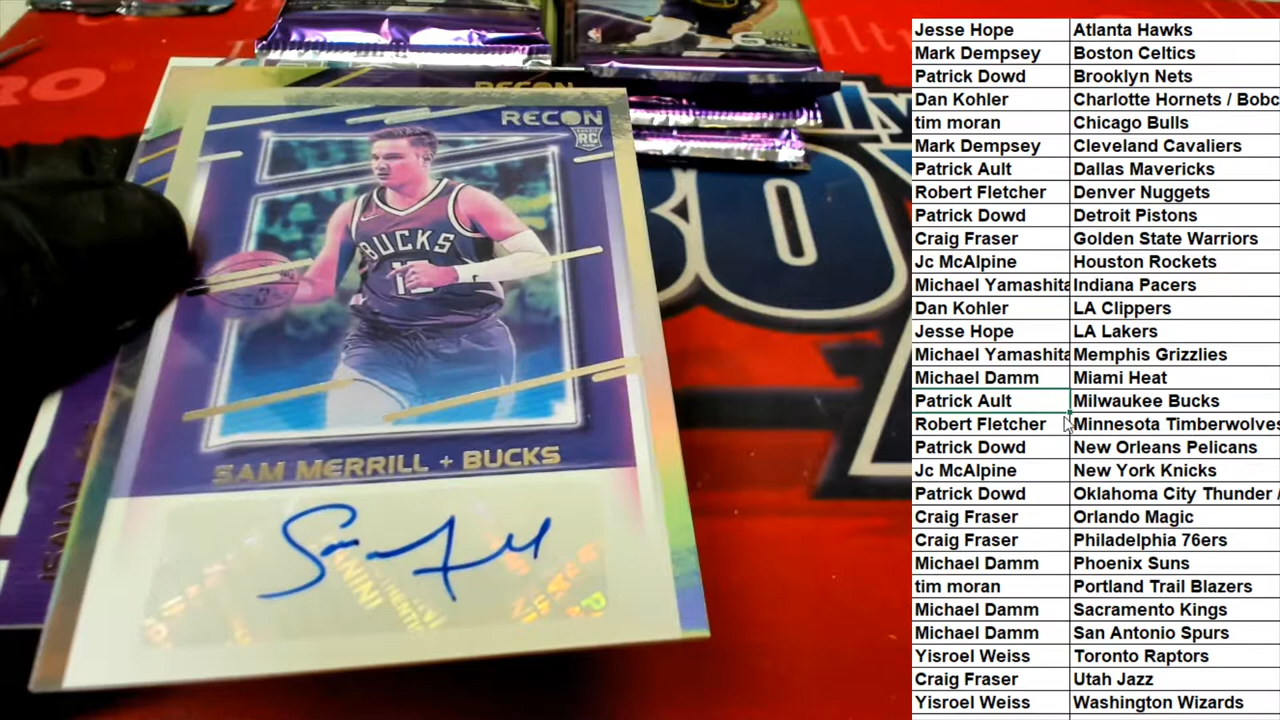 RECON
RC
BUCKS
SAM MERRILL + BUCKS
PANINI
Jesse Hope Atlanta Hawks
Mark Dempsey Boston Celtics
Patrick Dowd Brooklyn Nets
Dan Kohler Charlotte Hornets / Bobc
tim moran Chicago Bulls
Mark Dempsey Cleveland Cavaliers
Patrick Ault Dallas Mavericks
Robert Fletcher Denver Nuggets
Patrick Dowd Detroit Pistons
Craig Fraser Golden State Warriors
Jc McAlpine Houston Rockets
Michael Yamashita Indiana Pacers
Dan Kohler LA Clippers
Jesse Hope LA Lakers
Michael Yamashita Memphis Grizzlies
Michael Damm Miami Heat
Patrick Ault Milwaukee Bucks
Robert Fletcher Minnesota Timberwolves
Patrick Dowd New Orleans Pelicans
Jc McAlpine New York Knicks
Patrick Dowd Oklahoma City Thunder /
Craig Fraser Orlando Magic
Craig Fraser Philadelphia 76ers
Michael Damm Phoenix Suns
tim moran Portland Trail Blazers
Michael Damm Sacramento Kings
Michael Damm San Antonio Spurs
Yisroel Weiss Toronto Raptors
Craig Fraser Utah Jazz
Yisroel Weiss Washington Wizards